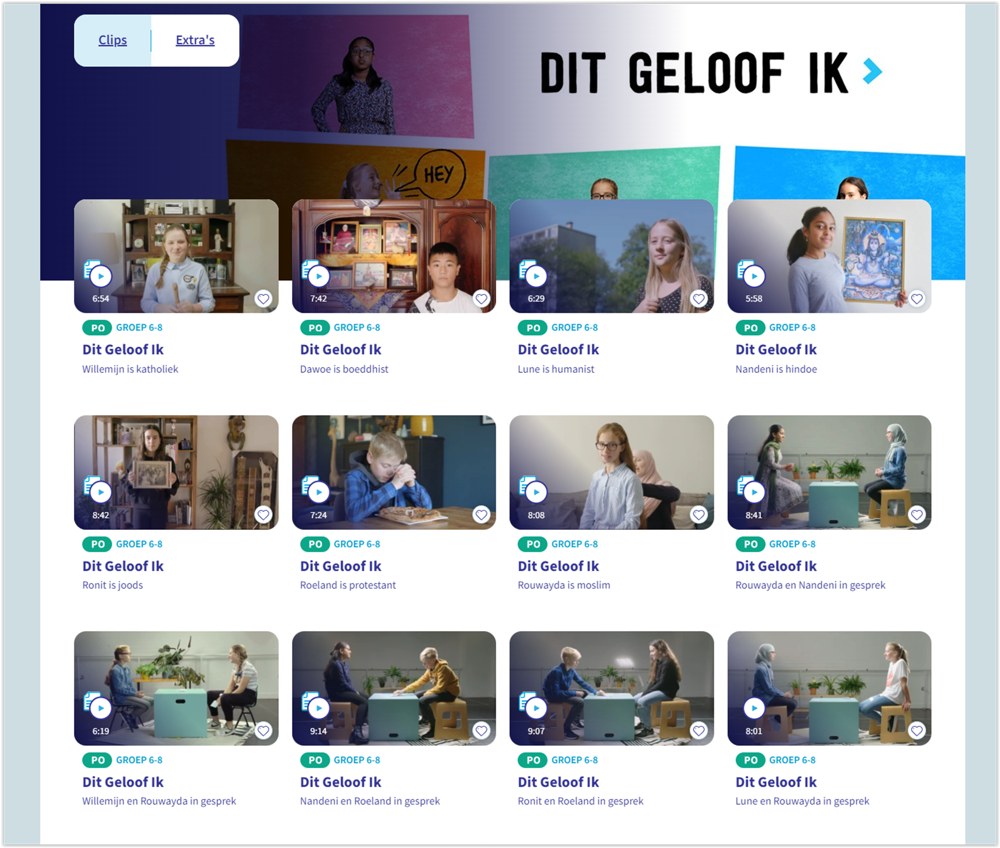 Clips
Extra's
DIT GELOOF IK
HEY
6:54
7:42
6:29
5:58
PO GROEP 6-8
PO GROEP 6-8
PO GROEP 6-8
PO GROEP 6-8
Dit Geloof Ik
Dit Geloof Ik
Dit Geloof Ik
Dit Geloof Ik
Willemijn is katholiek
Dawoe is boeddhist
Lune is humanist
Nandeni is hindoe
8:42
7:24
8:08
8:41
PO GROEP 6-8
PO GROEP 6-8
PO GROEP 6-8
PO GROEP 6-8
Dit Geloof Ik
Dit Geloof Ik
Dit Geloof Ik
Dit Geloof Ik
Ronit is joods
Roeland is protestant
Rouwayda is moslim
Rouwayda en Nandeni in gesprek
6:19
9:14
9:07
8:01
PO GROEP 6-8
PO GROEP 6-8
PO GROEP 6-8
PO GROEP 6-8
Dit Geloof Ik
Dit Geloof Ik
Dit Geloof Ik
Dit Geloof Ik
Willemijn en Rouwayda in gesprek
Nandeni en Roeland in gesprek
Ronit en Roeland in gesprek
Lune en Rouwayda in gesprek